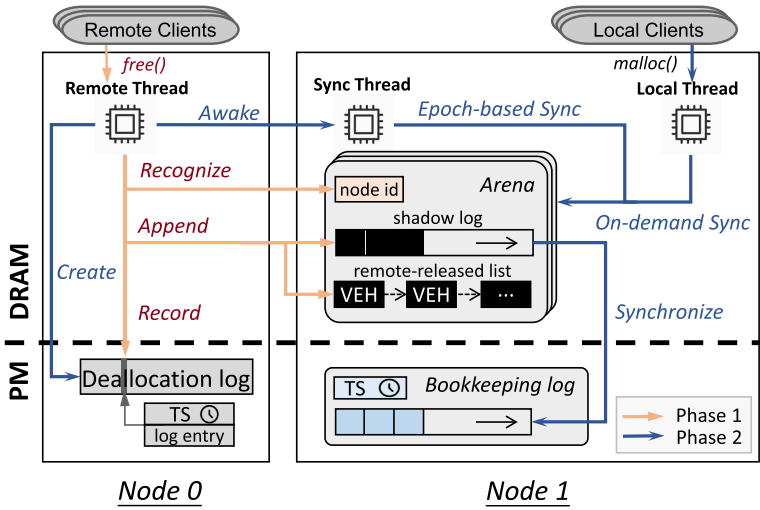 Remote Clients
Local Clients
free()
malloc()
Remote Thread
Sync Thread
Local Thread
Awake
Epoch-based Sync
Recognize
node id
Arena
Append
shadow log
On-demand Sync
Create
remote-released list
VEH
VEH
...
Record
Synchronize
DRAM
PM
Deallocation log
TS
log entry
TS
Bookkeeping log
Phase 1
Phase 2
Node 0
Node 1